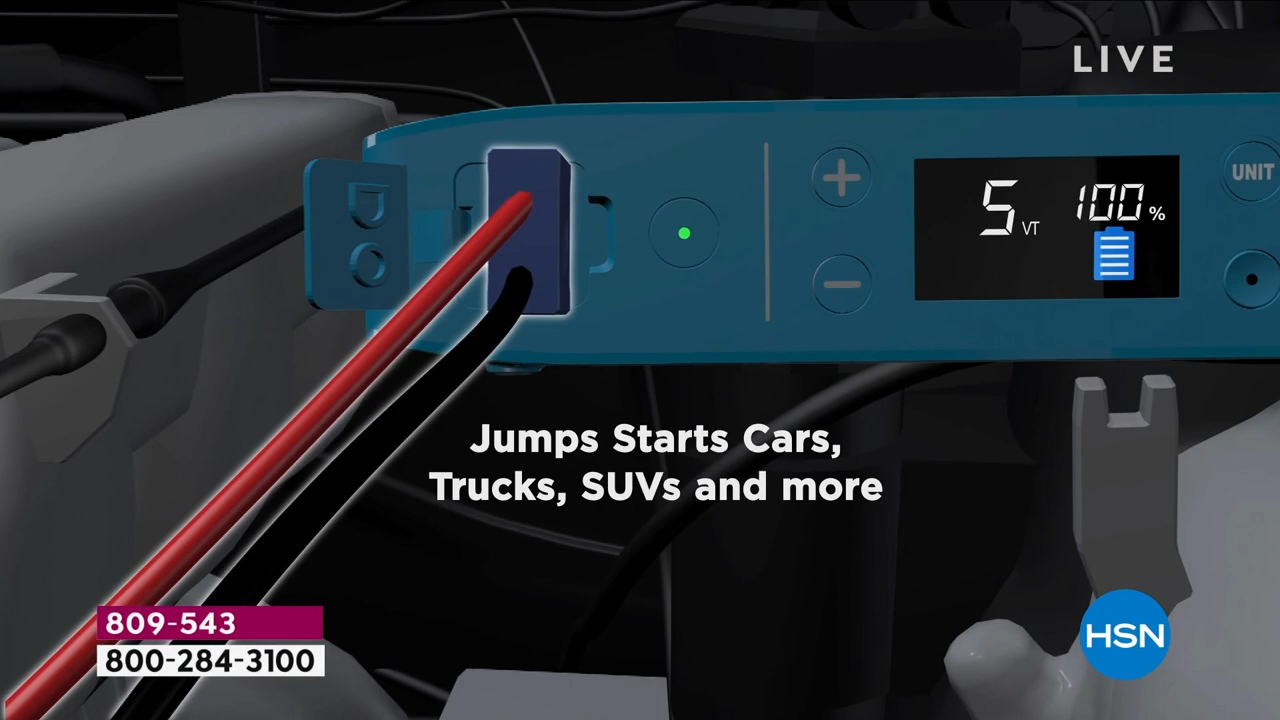 LIVE
UNIT
5 VT 100 %
Jumps Starts Cars,
Trucks, SUVs and more
809-543
800-284-3100
HSN